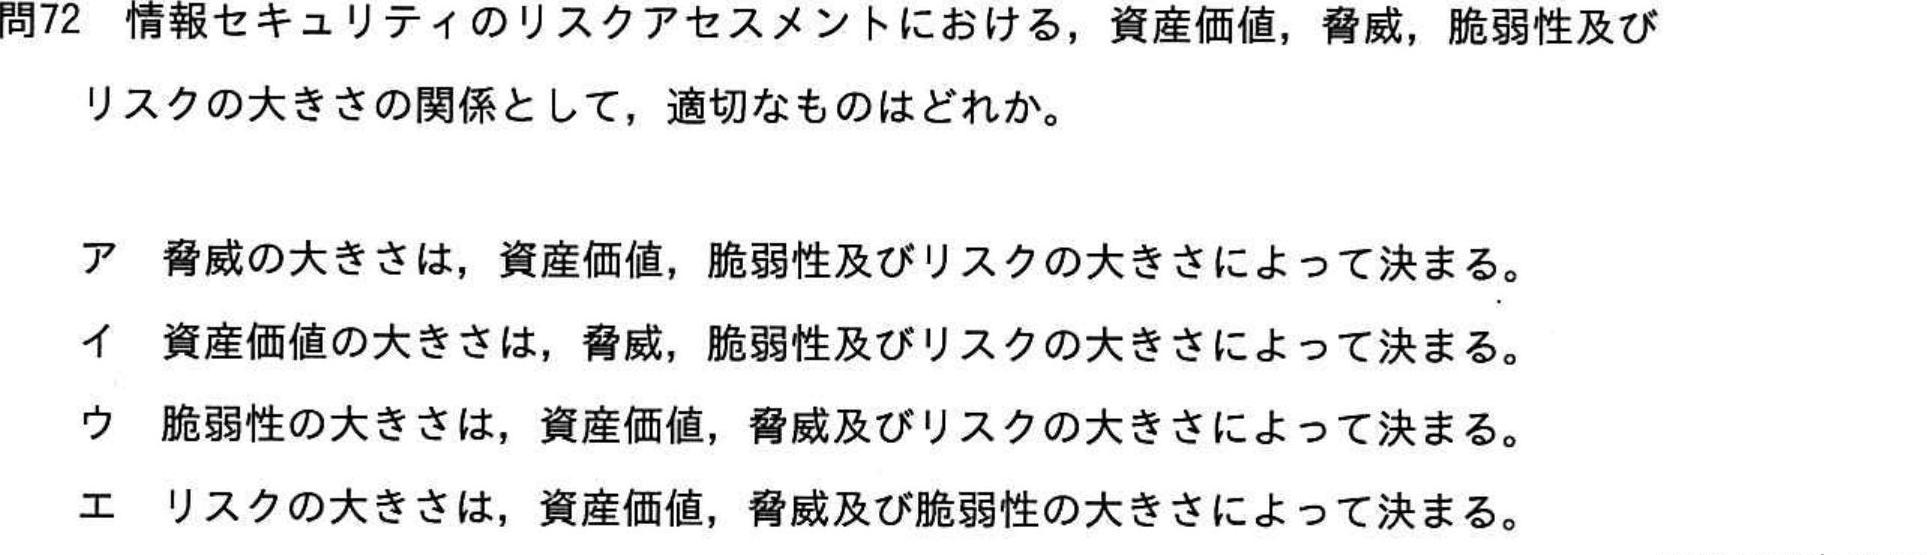 問72 情報セキュリティのリスクアセスメントにおける，資産価値，脅威，脆弱性及び
リスクの大きさの関係として，適切なものはどれか。
ア 脅威の大きさは，資産価値，脆弱性及びリスクの大きさによって決まる。
イ 資産価値の大きさは，脅威，脆弱性及びリスクの大きさによって決まる。
ウ 脆弱性の大きさは，資産価値，脅威及びリスクの大きさによって決まる。
エ リスクの大きさは，資産価値，脅威及び脆弱性の大きさによって決まる。